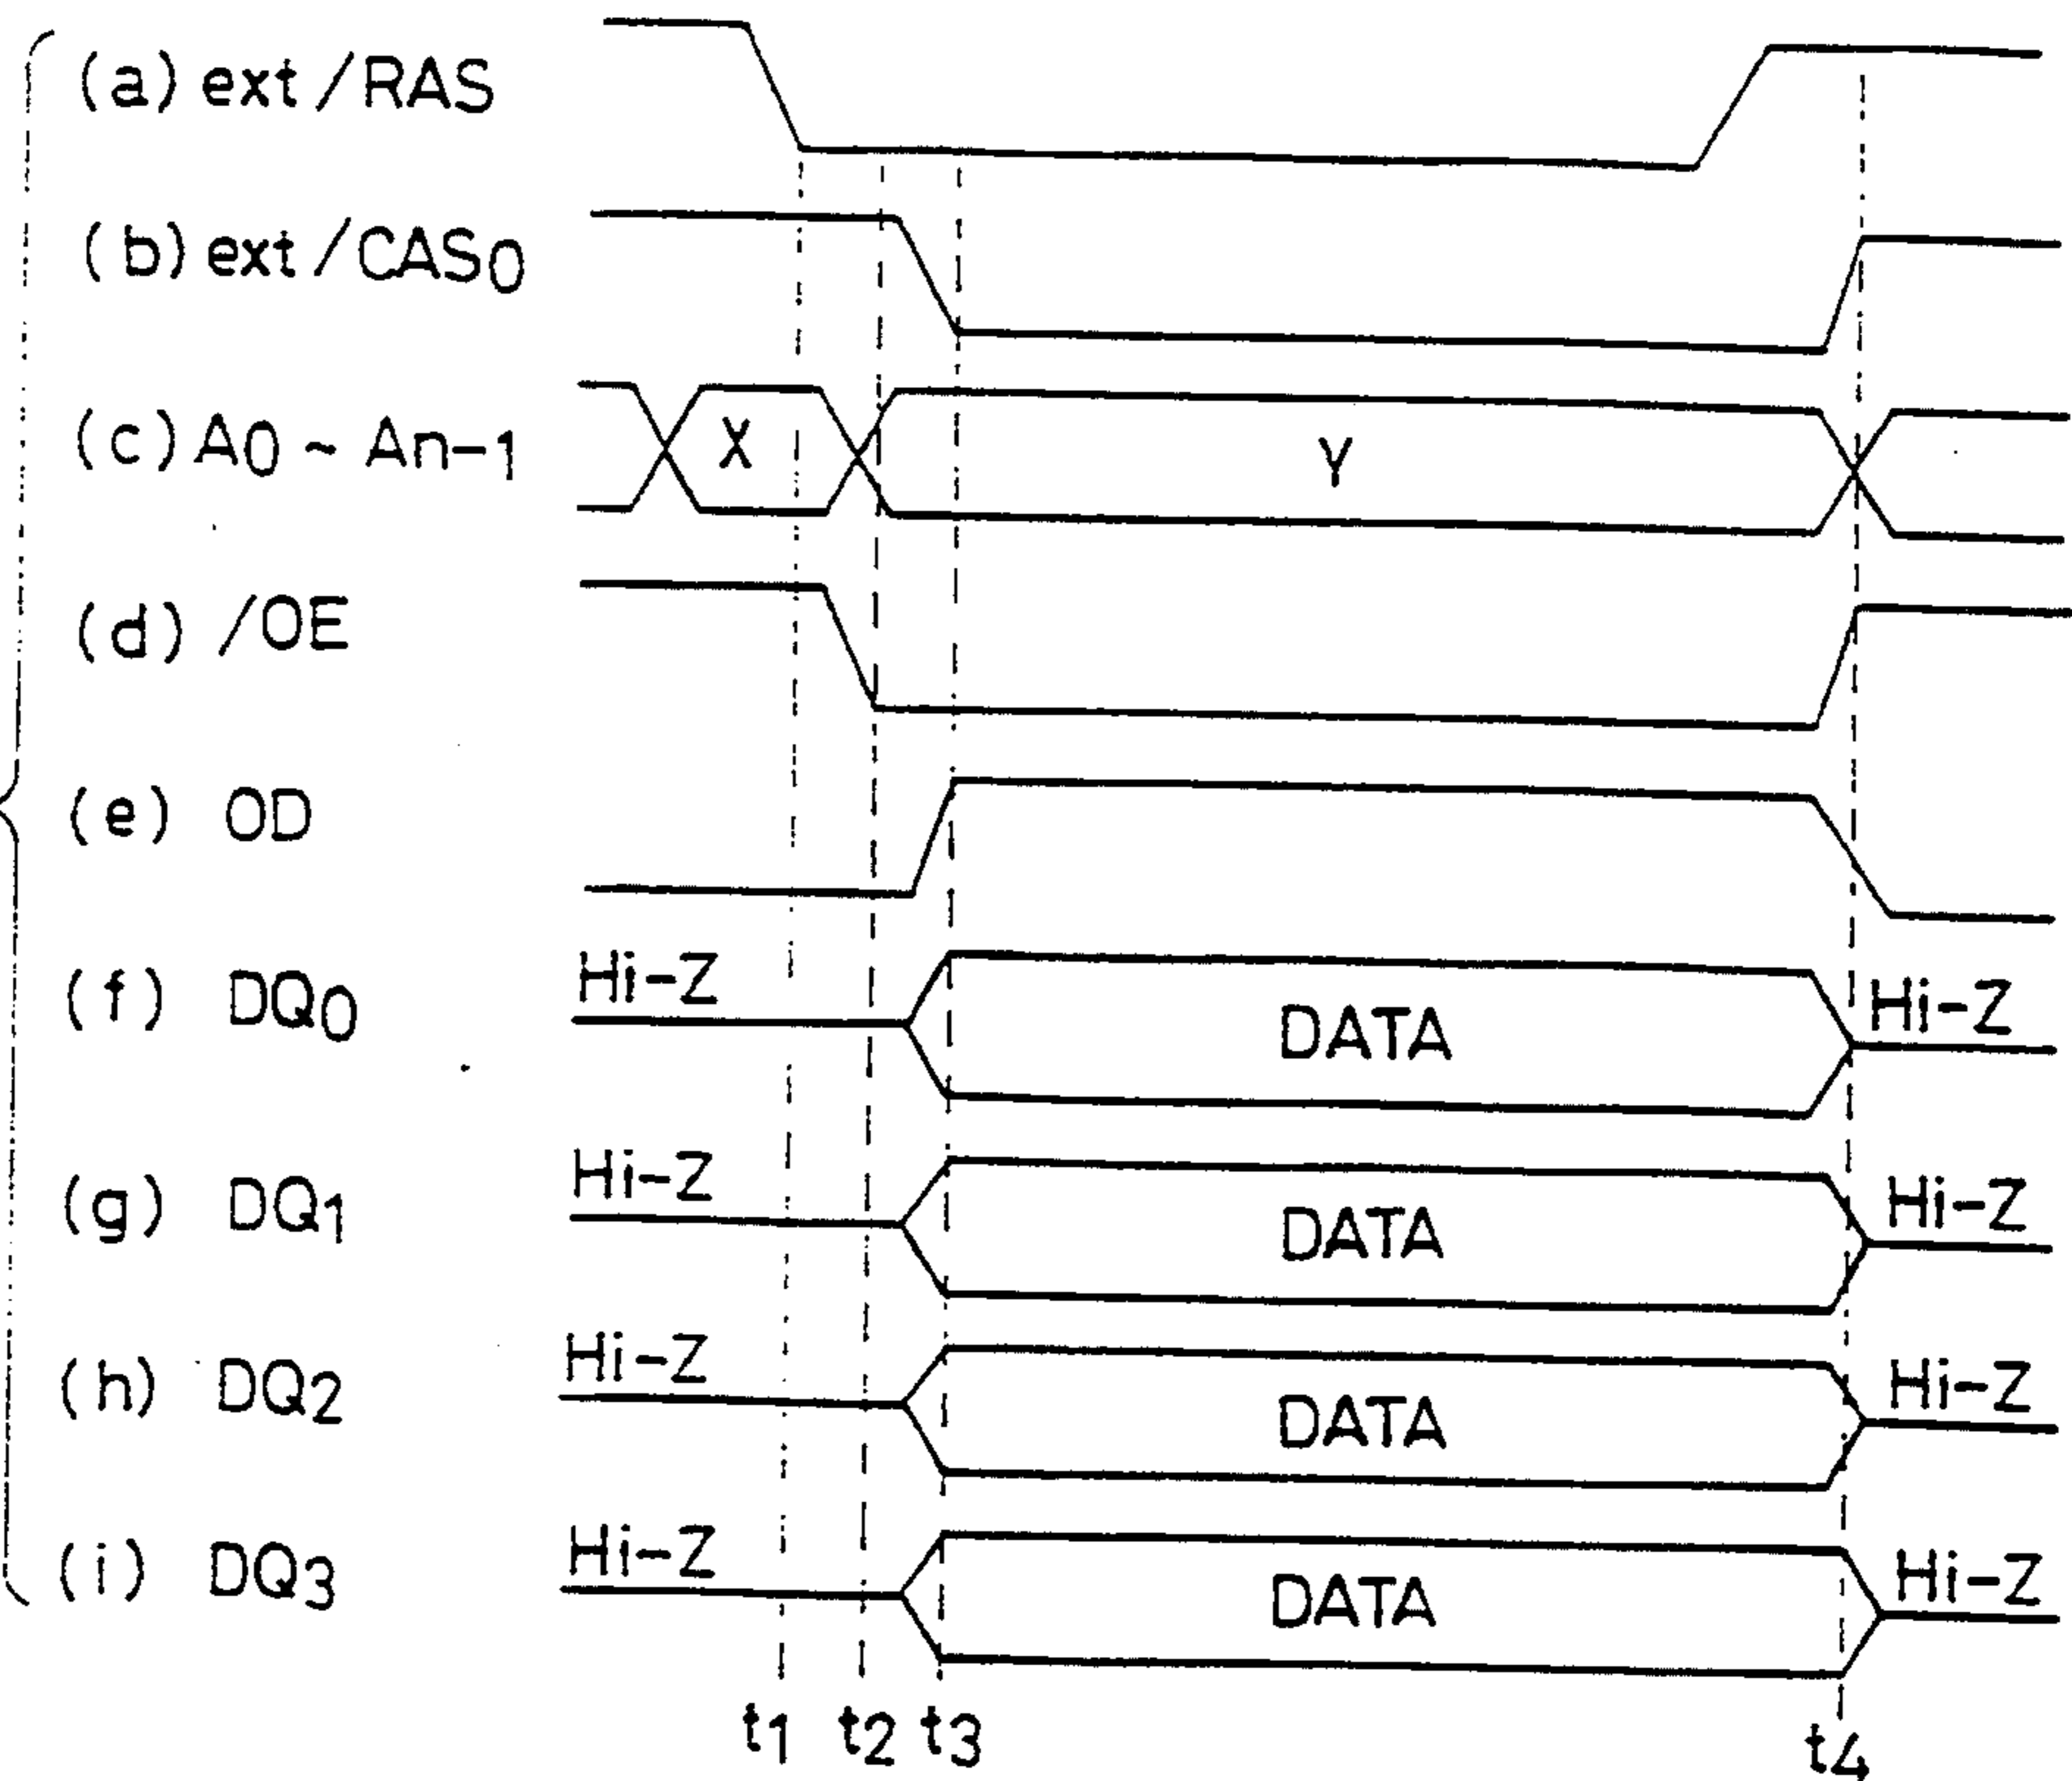 (a) ext/RAS
(b) ext/CAS0
(c) A0 ~ An-1
X
Y
(d) /OE
(e) OD
(f) DQ0
Hi-Z
DATA
Hi-Z
(g) DQ1
Hi-Z
DATA
Hi-Z
(h) DQ2
Hi-Z
DATA
Hi-Z
(i) DQ3
Hi-Z
DATA
Hi-Z
t1 t2 t3 t4